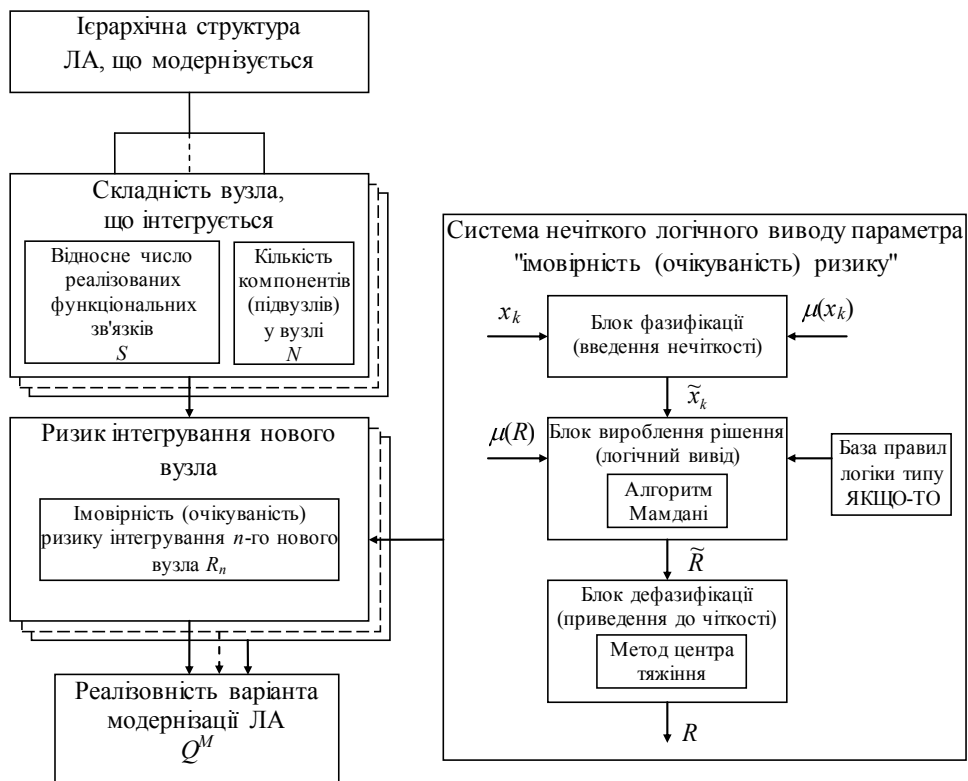 Ієрархічна структура
ЛА, що модернізується
Складність вузла,
що інтегрується
Відносне число
реалізованих
функціональних
зв'язків
S
Кількість
компонентів
(підвузлів)
у вузлі
N
Ризик інтегрування нового
вузла
Імовірність (очікуваність)
ризику інтегрування n-го нового
вузла Rₙ
Реалізовність варіанта
модернізації ЛА
Qᴹ
Система нечіткого логічного виводу параметра
"імовірність (очікуваність) ризику"
xₖ
Блок фазифікації
(введення нечіткості)
μ(xₖ)
x̃ₖ
μ(R)
Блок вироблення рішення
(логічний вивід)
Алгоритм
Мамдані
База правил
логіки типу
ЯКЩО-ТО
R̃
Блок дефазифікації
(приведення до чіткості)
Метод центра
тяжіння
R